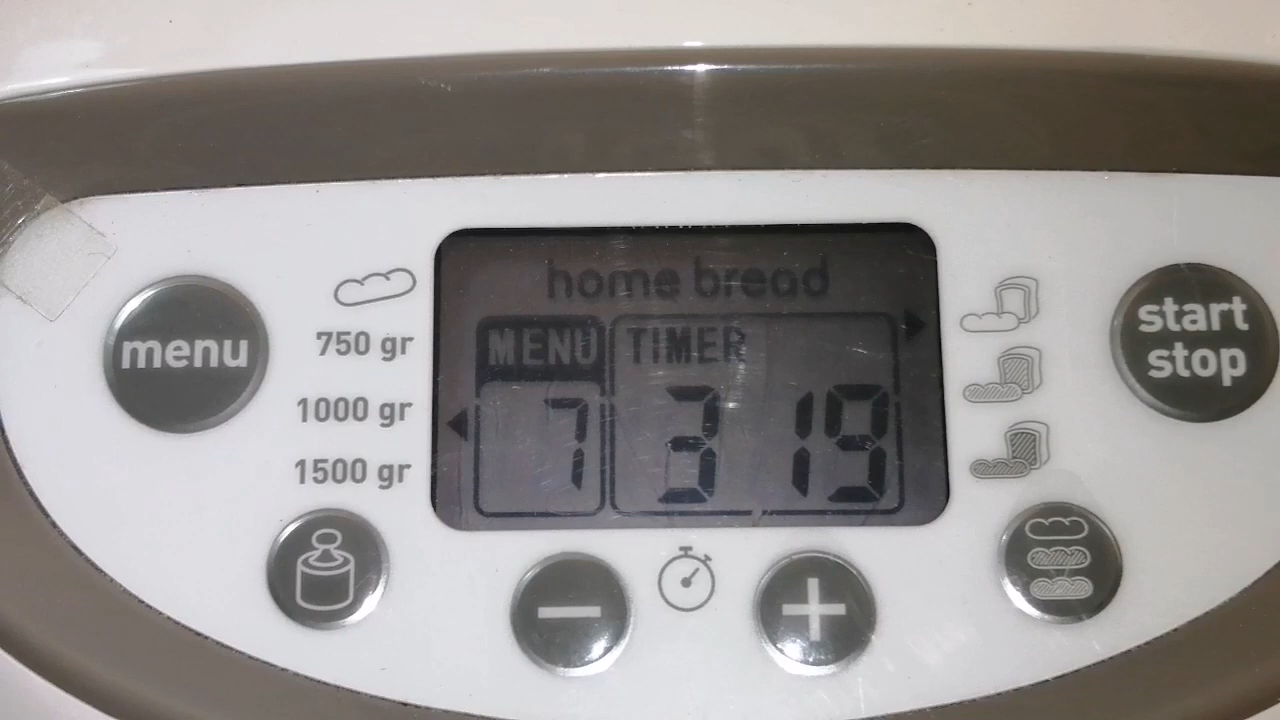 home bread
MENU TIMER
7 3 19
menu
750 gr
1000 gr
1500 gr
start
stop